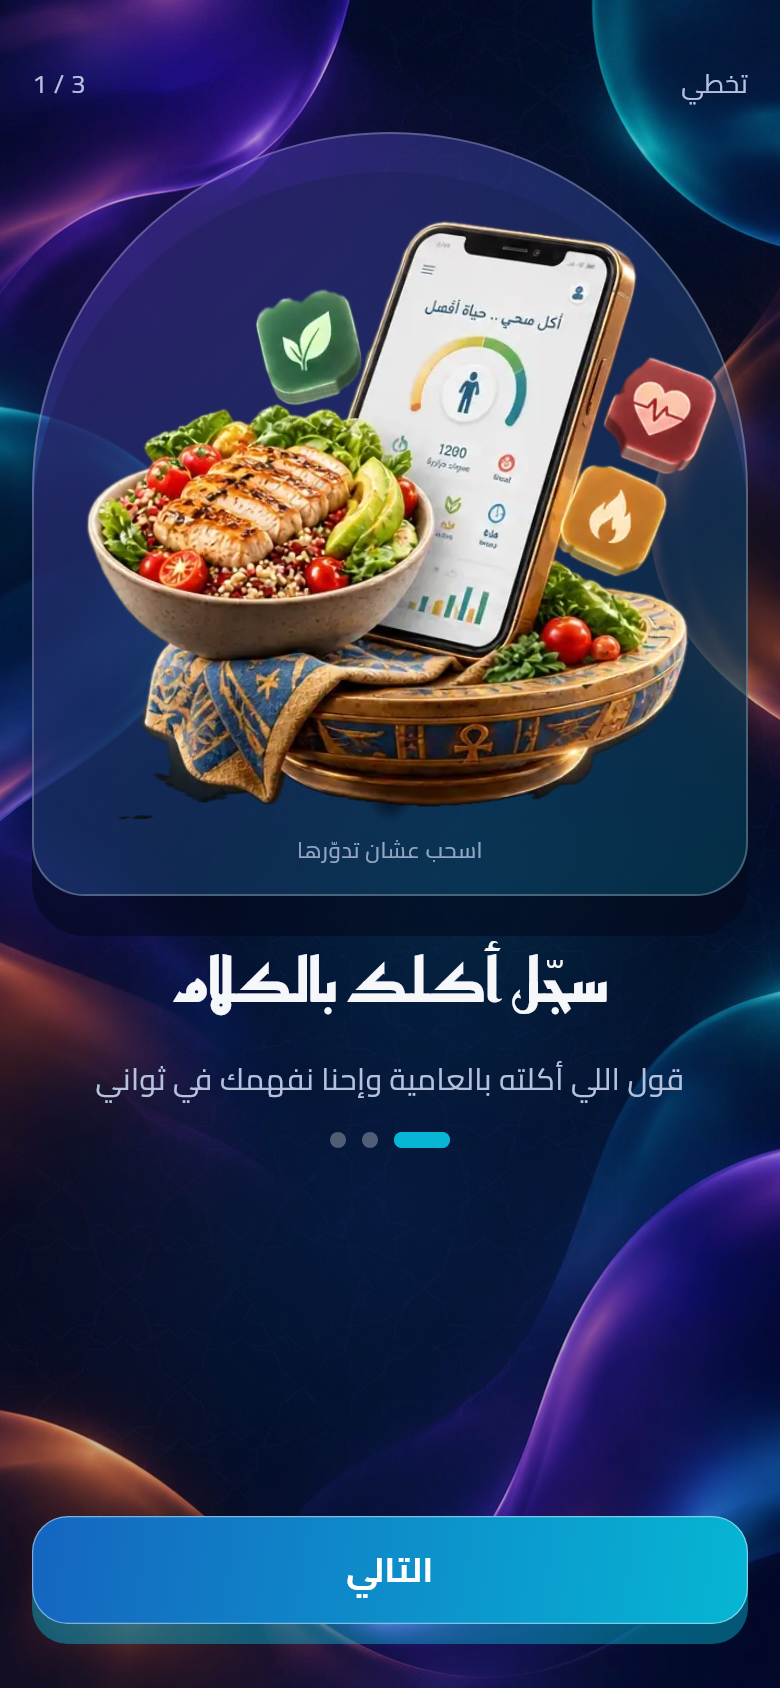 تخطي
1 / 3
أكل صحي .. حياة أفضل
1200
اسحب عشان تدوّرها
سجّل أكلك بالكلام
قول اللي أكلته بالعامية وإحنا نفهمك في ثواني
التالي